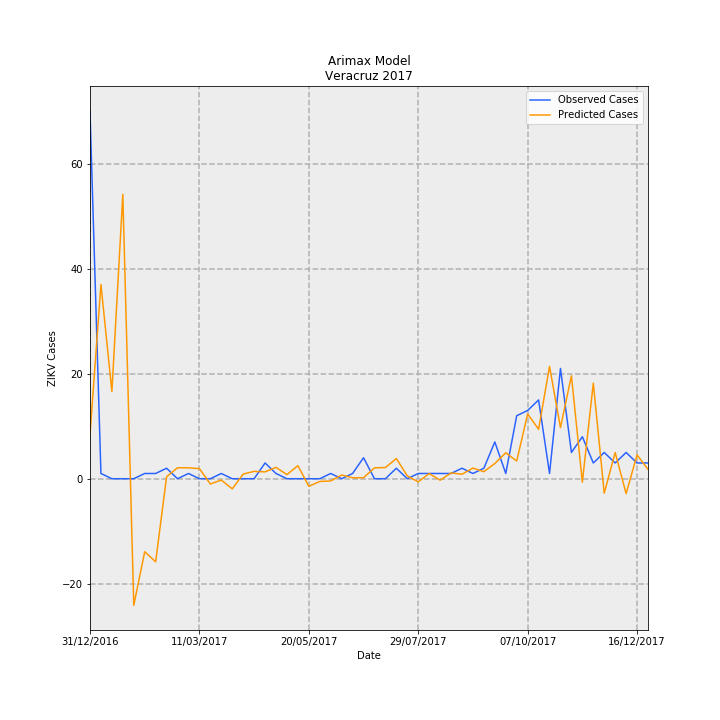 Arimax Model
Veracruz 2017
Observed Cases
Predicted Cases
ZIKV Cases
60
40
20
0
−20
31/12/2016
11/03/2017
20/05/2017
29/07/2017
07/10/2017
16/12/2017
Date